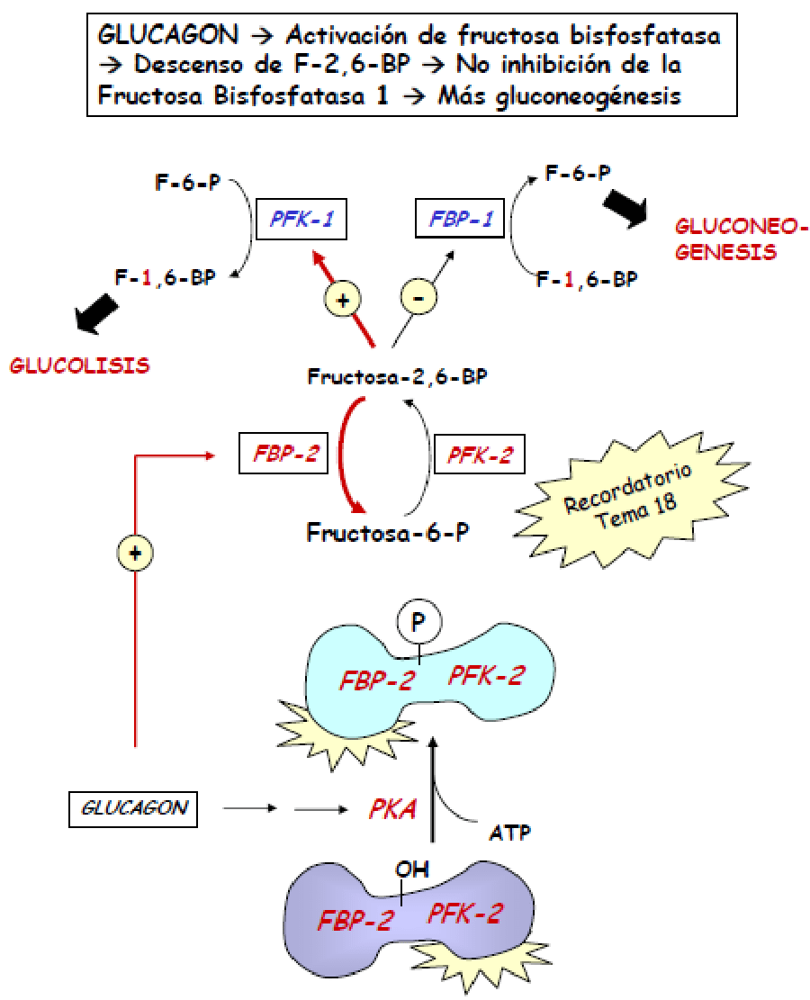 GLUCAGON → Activación de fructosa bisfosfatasa
→ Descenso de F-2,6-BP → No inhibición de la
Fructosa Bisfosfatasa 1 → Más gluconeogénesis
F-6-P
F-6-P
PFK-1
FBP-1
GLUCONEO-
GENESIS
F-1,6-BP
F-1,6-BP
+
-
GLUCOLISIS
Fructosa-2,6-BP
FBP-2
PFK-2
Recordatorio
Tema 18
Fructosa-6-P
+
P
FBP-2
PFK-2
GLUCAGON
PKA
ATP
OH
FBP-2
PFK-2